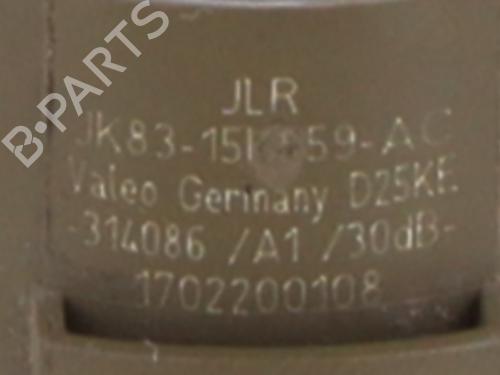 B-PARTS
JLR
JK83-15K859-AC
Valeo Germany D25KE
-314086 /A1 /30dB-
1702200108